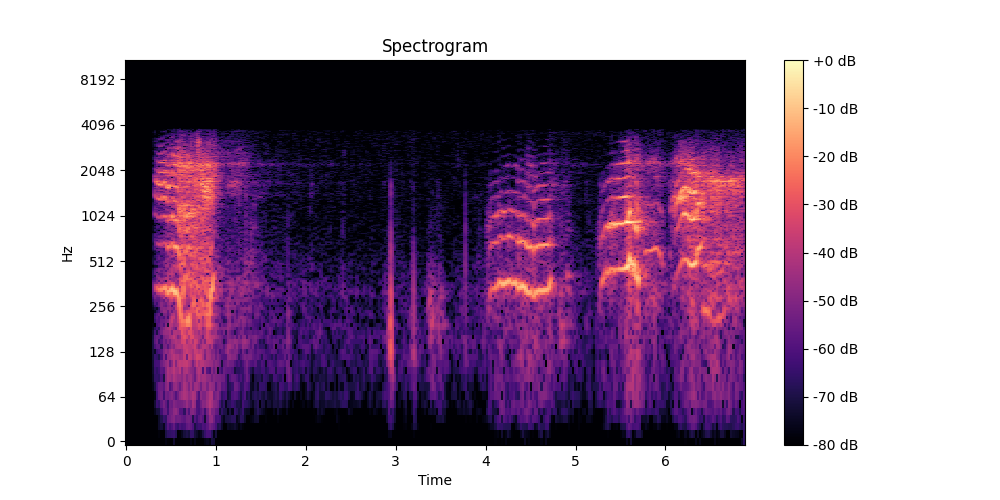 Spectrogram
8192
4096
2048
1024
512
256
128
64
0
Hz
0 1 2 3 4 5 6
Time
+0 dB
-10 dB
-20 dB
-30 dB
-40 dB
-50 dB
-60 dB
-70 dB
-80 dB